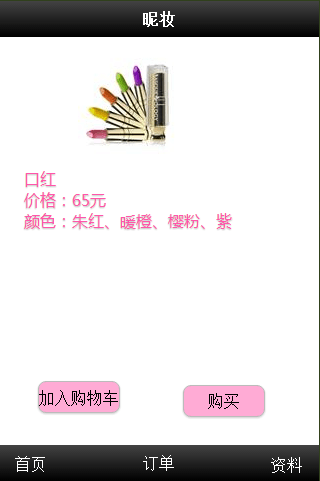 昵妆
口红
价格：65元
颜色：朱红、暖橙、樱粉、紫
加入购物车
购买
首页
订单
资料